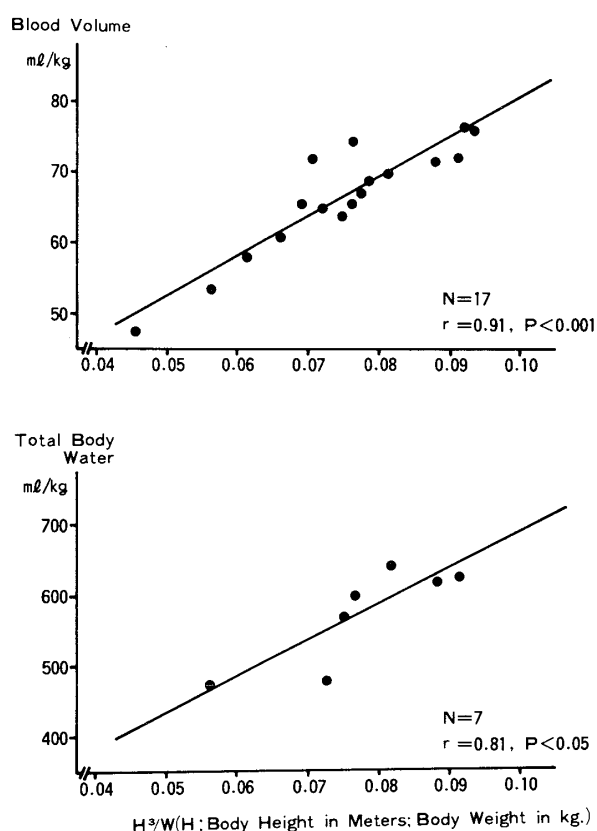 Blood Volume
mℓ/kg
80
70
60
50
N=17
r=0.91, P<0.001
0.04 0.05 0.06 0.07 0.08 0.09 0.10
Total Body
Water
mℓ/kg
700
600
500
400
N=7
r=0.81, P<0.05
0.04 0.05 0.06 0.07 0.08 0.09 0.10
H³/W(H:Body Height in Meters; Body Weight in kg.)